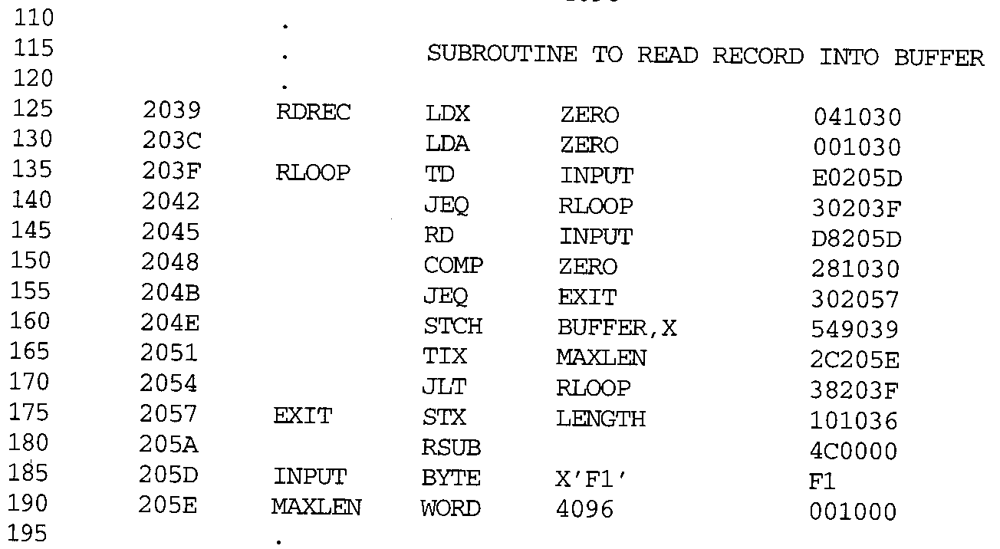 110 .
115 . SUBROUTINE TO READ RECORD INTO BUFFER
120 .
125 2039 RDREC LDX ZERO 041030
130 203C LDA ZERO 001030
135 203F RLOOP TD INPUT E0205D
140 2042 JEQ RLOOP 30203F
145 2045 RD INPUT D8205D
150 2048 COMP ZERO 281030
155 204B JEQ EXIT 302057
160 204E STCH BUFFER,X 549039
165 2051 TIX MAXLEN 2C205E
170 2054 JLT RLOOP 38203F
175 2057 EXIT STX LENGTH 101036
180 205A RSUB 4C0000
185 205D INPUT BYTE X'F1' F1
190 205E MAXLEN WORD 4096 001000
195 .